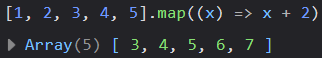 [1, 2, 3, 4, 5].map((x) => x + 2)
▶ Array(5) [ 3, 4, 5, 6, 7 ]